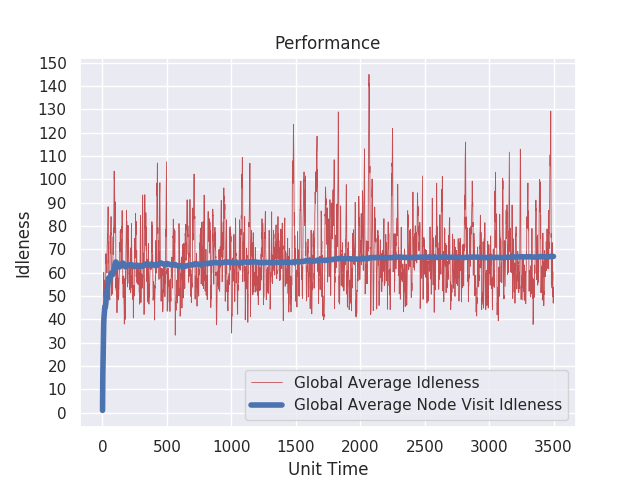 Performance
150
140
130
120
110
100
90
80
70
60
50
40
30
20
10
0
Idleness
Global Average Idleness
Global Average Node Visit Idleness
0 500 1000 1500 2000 2500 3000 3500
Unit Time